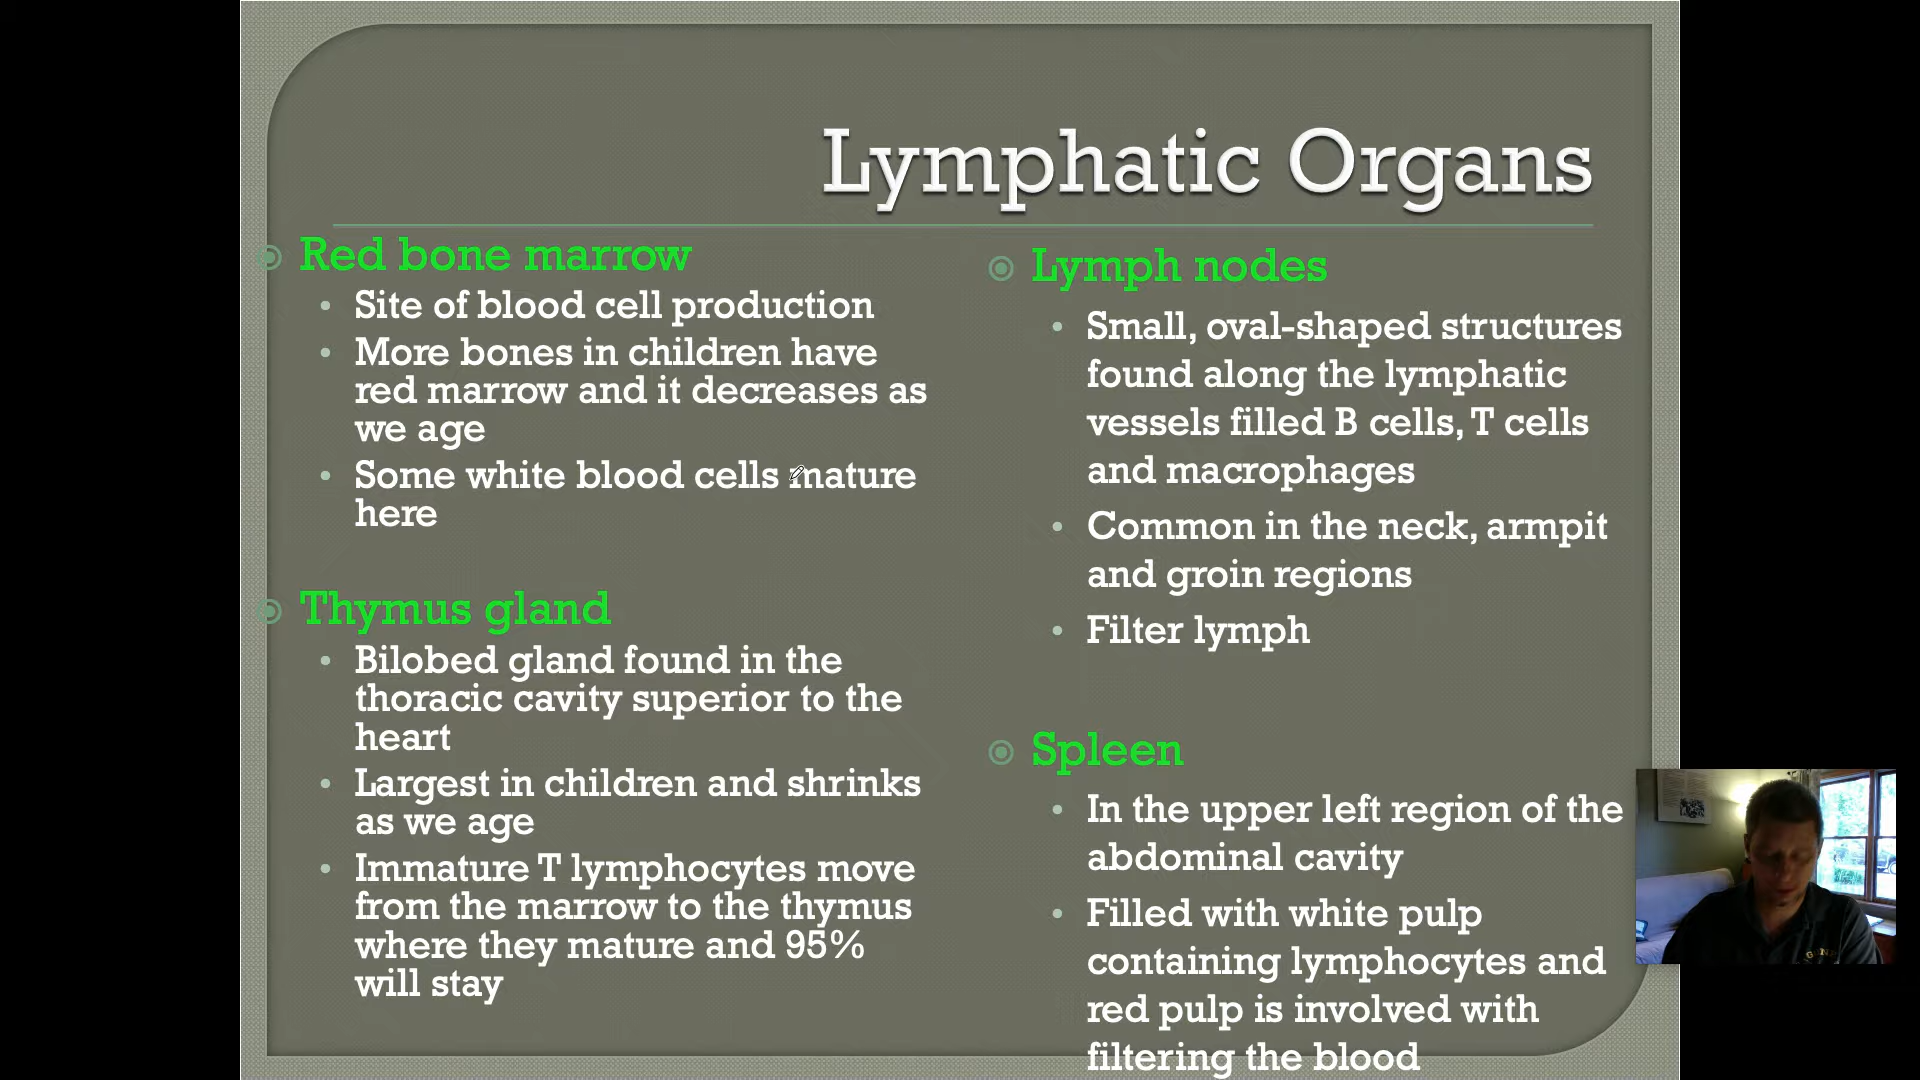 Lymphatic Organs
Red bone marrow
Site of blood cell production
More bones in children have
red marrow and it decreases as
we age
Some white blood cells mature
here
Thymus gland
Bilobed gland found in the
thoracic cavity superior to the
heart
Largest in children and shrinks
as we age
Immature T lymphocytes move
from the marrow to the thymus
where they mature and 95%
will stay
Lymph nodes
Small, oval-shaped structures
found along the lymphatic
vessels filled B cells, T cells
and macrophages
Common in the neck, armpit
and groin regions
Filter lymph
Spleen
In the upper left region of the
abdominal cavity
Filled with white pulp
containing lymphocytes and
red pulp is involved with
filtering the blood